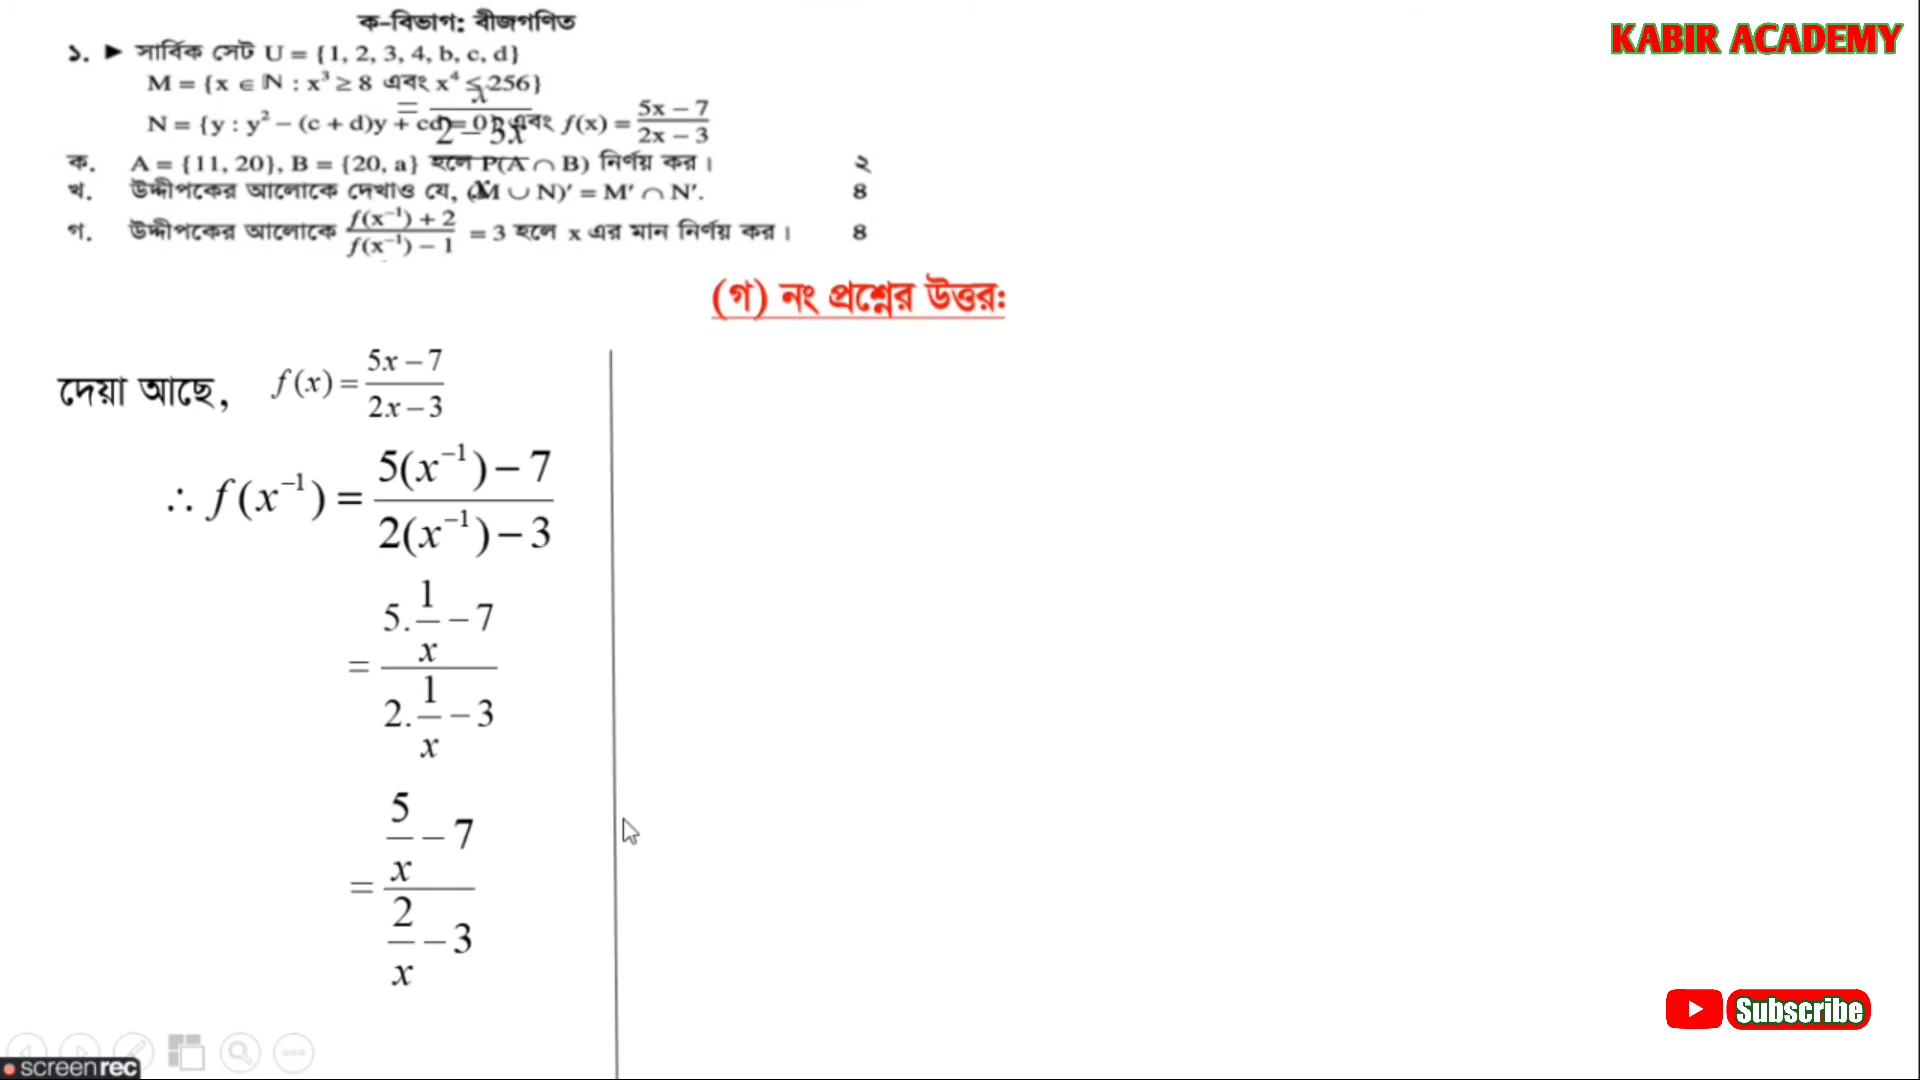 ক-বিভাগ: বীজগণিত
KABIR ACADEMY
১. ► সার্বিক সেট U = {1, 2, 3, 4, b, c, d}
M = {x ∈ N : x³ ≥ 8 এবং x⁴ ≤ 256}
N = {y : y² – (c + d)y + cd = 0} এবং f(x) = (5x – 7)/(2x – 3)
ক. A = {11, 20}, B = {20, a} হলে P(A ∩ B) নির্ণয় কর। ২
খ. উদ্দীপকের আলোকে দেখাও যে, (M ∪ N)′ = M′ ∩ N′. 8
গ. উদ্দীপকের আলোকে (f(x⁻¹) + 2)/(f(x⁻¹) – 1) = 3 হলে x এর মান নির্ণয় কর। 8
(গ) নং প্রশ্নের উত্তর:
দেয়া আছে, f(x) = (5x – 7)/(2x – 3)
∴ f(x⁻¹) = (5(x⁻¹) – 7)/(2(x⁻¹) – 3)
= (5.1/x – 7)/(2.1/x – 3)
= (5/x – 7)/(2/x – 3)
Subscribe
screenrec